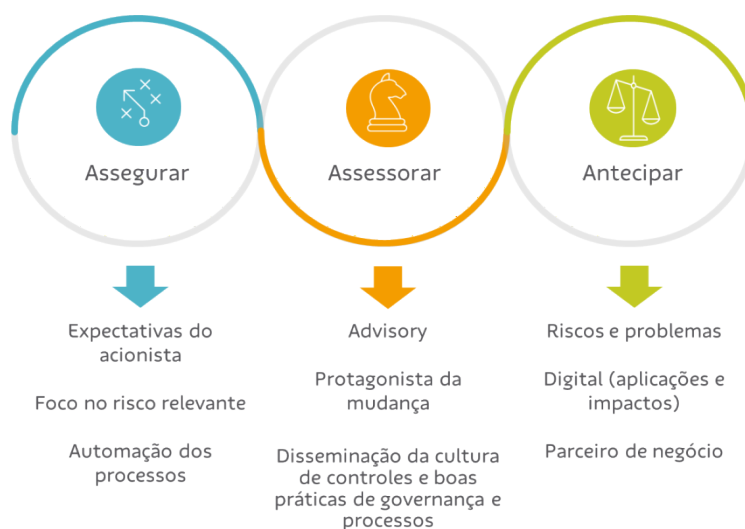 Assegurar
Assessorar
Antecipar
Expectativas do
acionista
Foco no risco relevante
Automação dos
processos
Advisory
Protagonista da
mudança
Disseminação da cultura
de controles e boas
práticas de governança e
processos
Riscos e problemas
Digital (aplicações e
impactos)
Parceiro de negócio